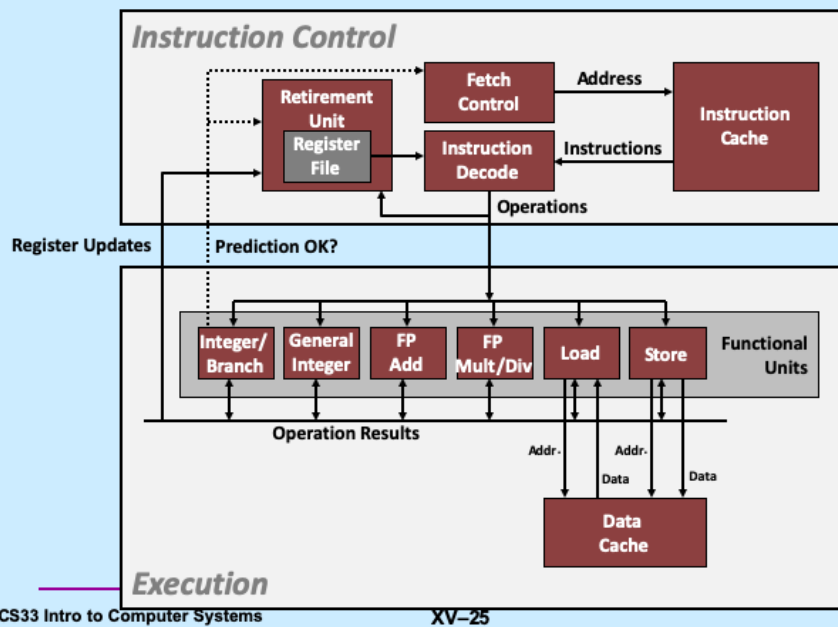 Instruction Control
Retirement
Unit
Register
File
Fetch
Control
Address
Instruction
Cache
Instruction
Decode
Instructions
Operations
Register Updates
Prediction OK?
Integer/
Branch
General
Integer
FP
Add
FP
Mult/Div
Load
Store
Functional
Units
Operation Results
Addr.
Data
Addr.
Data
Data
Cache
Execution
CS33 Intro to Computer Systems
XV–25